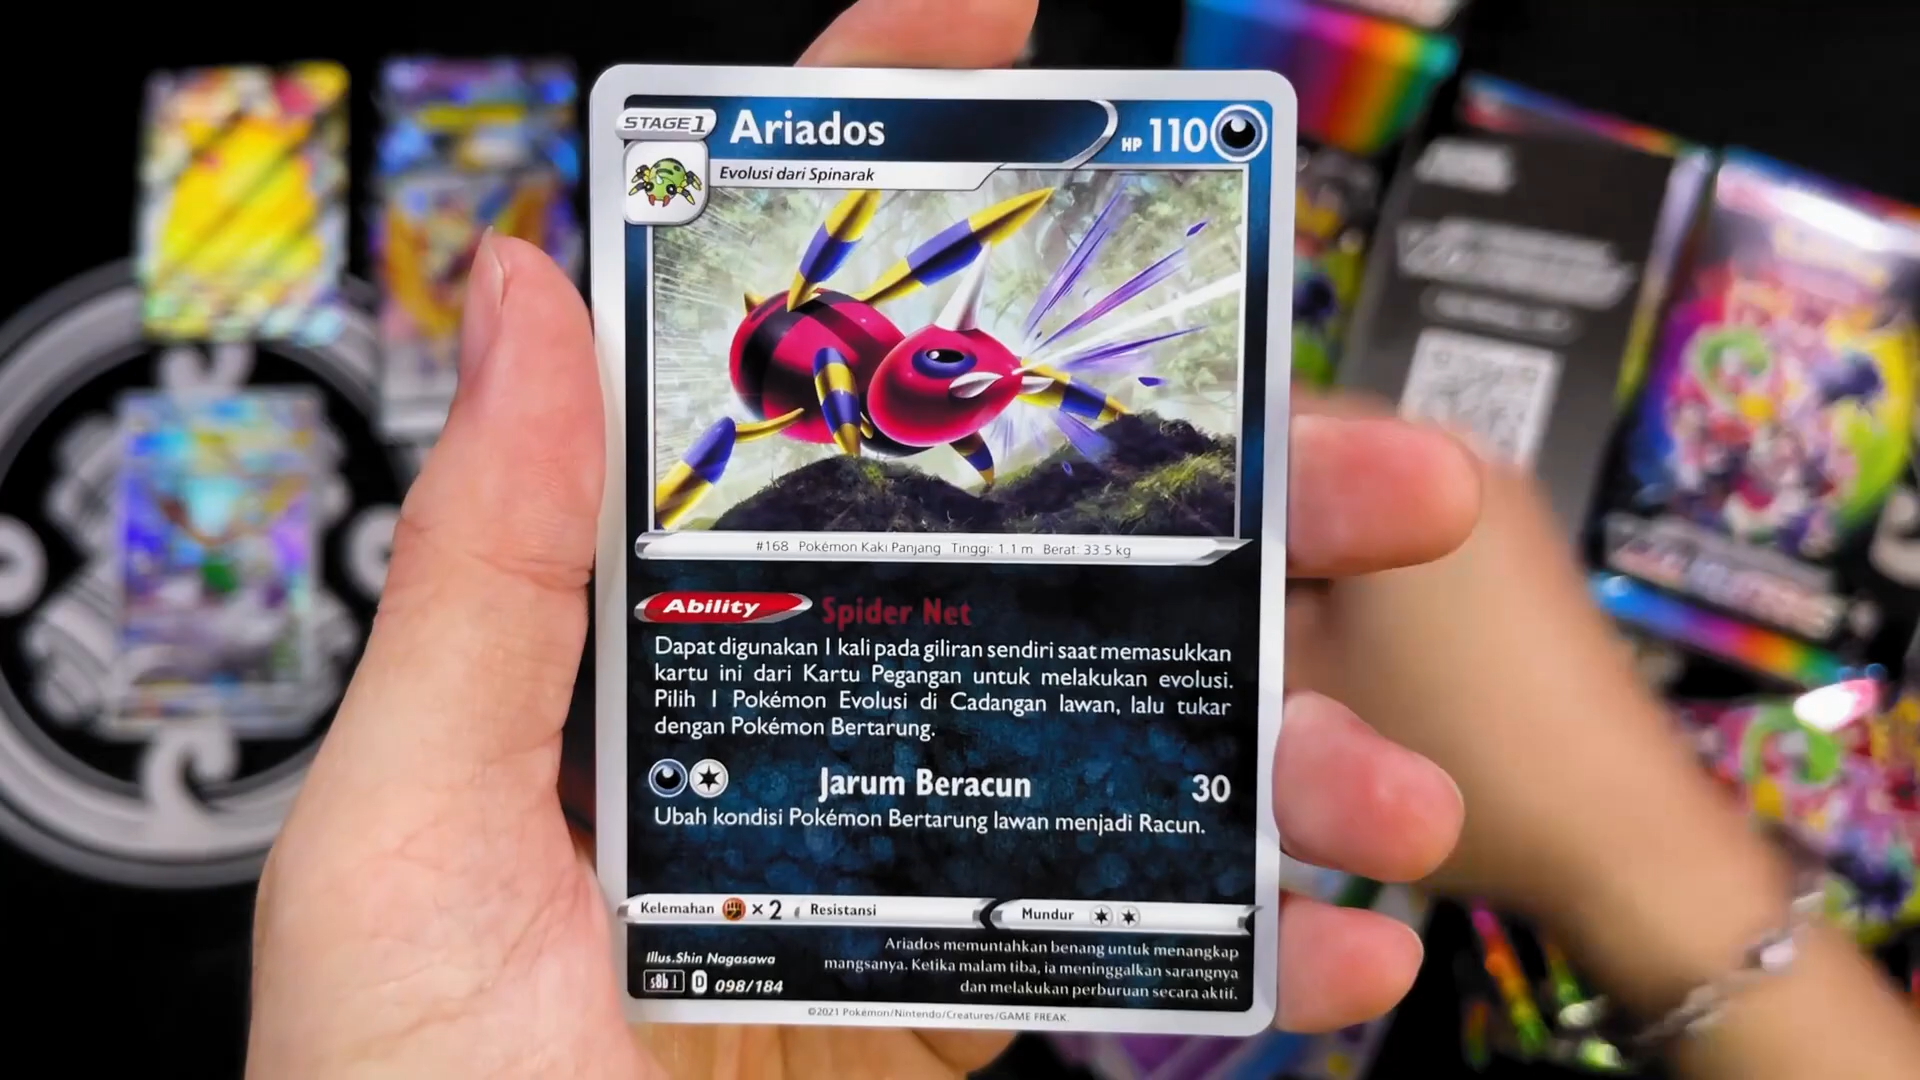 STAGE1
Ariados
HP 110
Evolusi dari Spinarak
#168 Pokémon Kaki Panjang Tinggi: 1.1 m Berat: 33.5 kg
Ability Spider Net
Dapat digunakan 1 kali pada giliran sendiri saat memasukkan
kartu ini dari Kartu Pegangan untuk melakukan evolusi.
Pilih 1 Pokémon Evolusi di Cadangan lawan, lalu tukar
dengan Pokémon Bertarung.
Jarum Beracun 30
Ubah kondisi Pokémon Bertarung lawan menjadi Racun.
Kelemahan ×2 Resistansi Mundur
Illus.Shin Nagasawa
s8b I D 098/184
Ariados memuntahkan benang untuk menangkap
mangsanya. Ketika malam tiba, ia meninggalkan sarangnya
dan melakukan perburuan secara aktif.
©2021 Pokémon/Nintendo/Creatures/GAME FREAK.